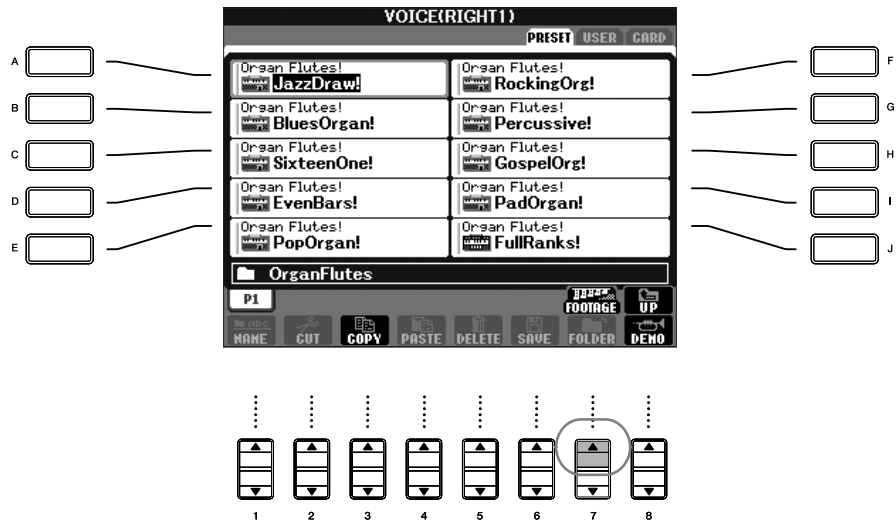 VOICE(RIGHT1)
PRESET USER CARD
A
Organ Flutes!
JazzDraw!
Organ Flutes!
RockingOrg!
F
B
Organ Flutes!
BluesOrgan!
Organ Flutes!
Percussive!
G
C
Organ Flutes!
SixteenOne!
Organ Flutes!
GospelOrg!
H
D
Organ Flutes!
EvenBars!
Organ Flutes!
PadOrgan!
I
E
Organ Flutes!
PopOrgan!
Organ Flutes!
FullRanks!
J
OrganFlutes
P1 FOOTAGE UP
abc
NAME CUT COPY PASTE DELETE SAVE FOLDER DEMO
1 2 3 4 5 6 7 8